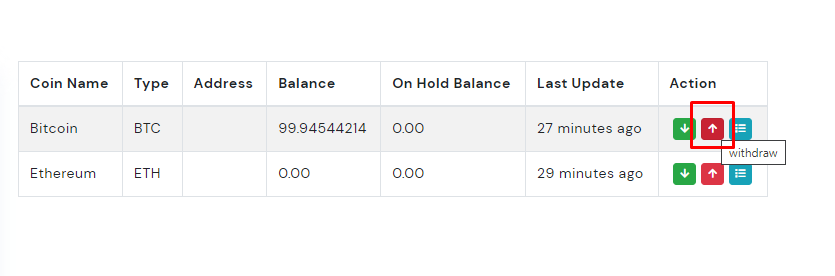 Coin Name Type Address Balance On Hold Balance Last Update Action
Bitcoin BTC 99.94544214 0.00 27 minutes ago
withdraw
Ethereum ETH 0.00 0.00 29 minutes ago